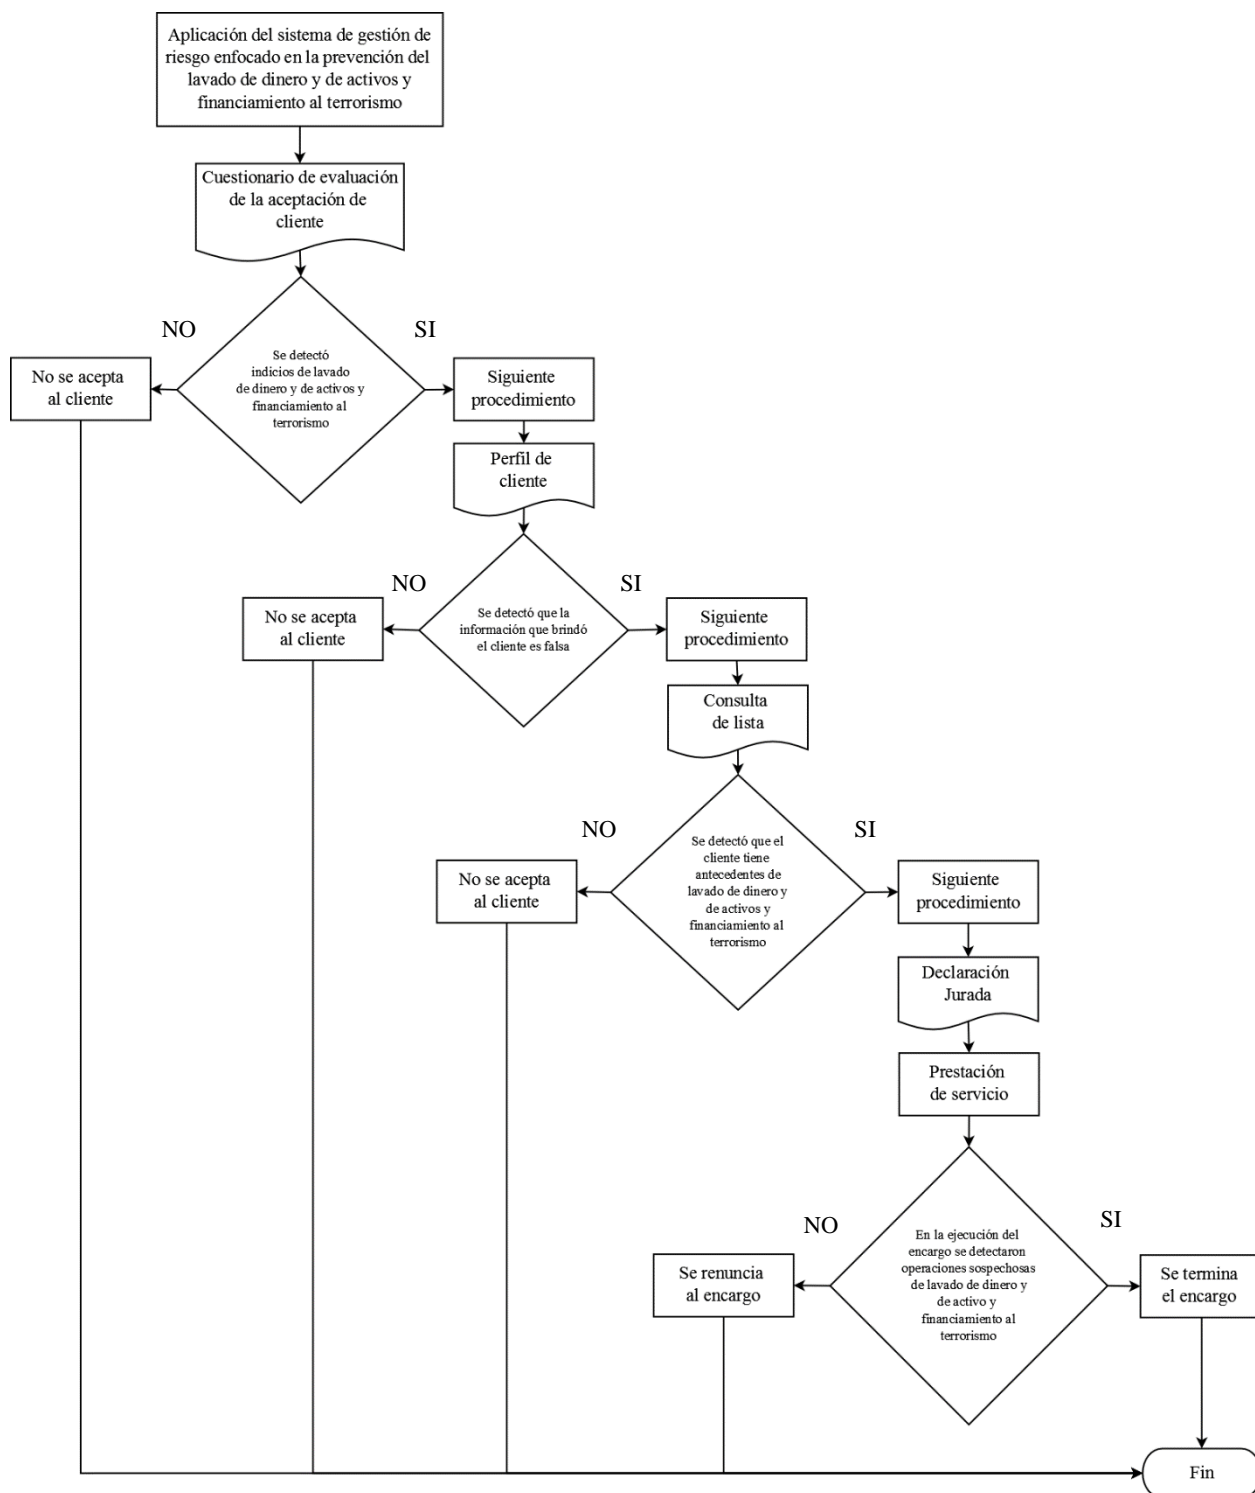 Aplicación del sistema de gestión de
riesgo enfocado en la prevención del
lavado de dinero y de activos y
financiamiento al terrorismo
Cuestionario de evaluación
de la aceptación de
cliente
NO
SI
Se detectó
indicios de lavado
de dinero y de activos y
financiamiento al
terrorismo
No se acepta
al cliente
Siguiente
procedimiento
Perfil de
cliente
NO
SI
Se detectó que la
información que brindó
el cliente es falsa
No se acepta
al cliente
Siguiente
procedimiento
Consulta
de lista
NO
SI
Se detectó que el
cliente tiene
antecedentes de
lavado de dinero y
de activos y
financiamiento al
terrorismo
No se acepta
al cliente
Siguiente
procedimiento
Declaración
Jurada
Prestación
de servicio
NO
SI
En la ejecución del
encargo se detectaron
operaciones sospechosas
de lavado de dinero y
de activo y
financiamiento al
terrorismo
Se renuncia
al encargo
Se termina
el encargo
Fin